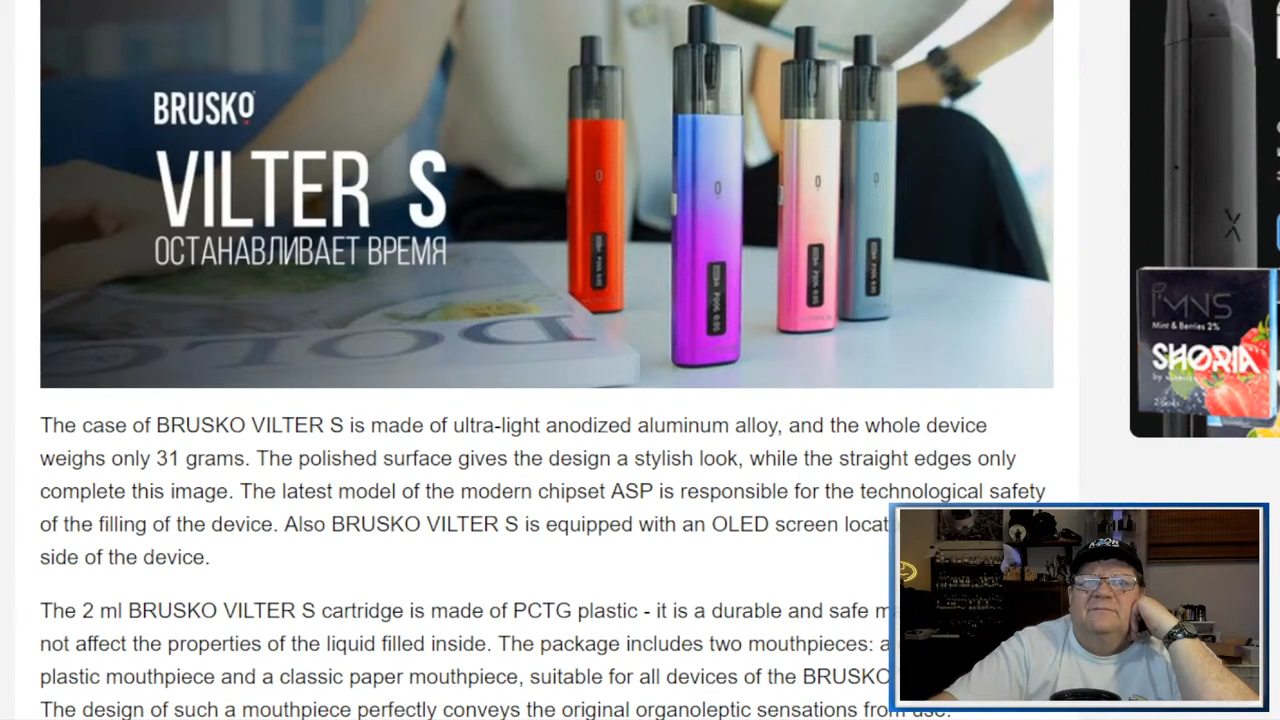 BRUSKO
VILTER S
ОСТАНАВЛИВАЕТ ВРЕМЯ
MNS
Mint & Berries 2%
SHORIA
The case of BRUSKO VILTER S is made of ultra-light anodized aluminum alloy, and the whole device
weighs only 31 grams. The polished surface gives the design a stylish look, while the straight edges only
complete this image. The latest model of the modern chipset ASP is responsible for the technological safety
of the filling of the device. Also BRUSKO VILTER S is equipped with an OLED screen locat
side of the device.
The 2 ml BRUSKO VILTER S cartridge is made of PCTG plastic - it is a durable and safe m
not affect the properties of the liquid filled inside. The package includes two mouthpieces: a
plastic mouthpiece and a classic paper mouthpiece, suitable for all devices of the BRUSKO
The design of such a mouthpiece perfectly conveys the original organoleptic sensations from use.